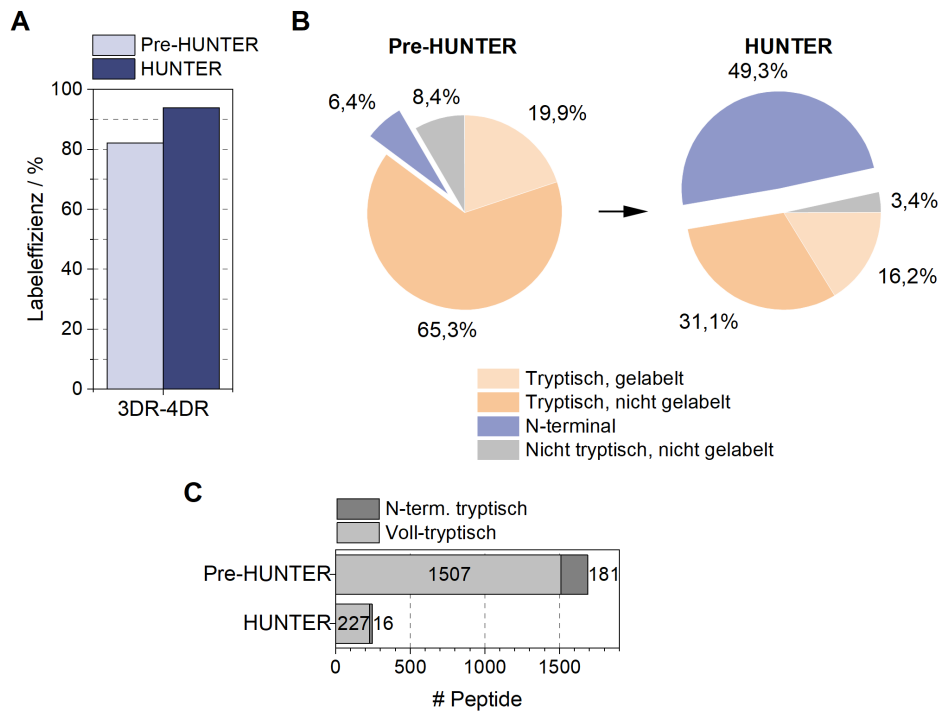 A
Pre-HUNTER
HUNTER
100
80
60
40
20
0
Labeleffizienz / %
3DR-4DR
B
Pre-HUNTER
HUNTER
6,4%
8,4%
19,9%
65,3%
49,3%
3,4%
16,2%
31,1%
Tryptisch, gelabelt
Tryptisch, nicht gelabelt
N-terminal
Nicht tryptisch, nicht gelabelt
C
N-term. tryptisch
Voll-tryptisch
Pre-HUNTER
1507
181
HUNTER
227
16
0
500
1000
1500
# Peptide